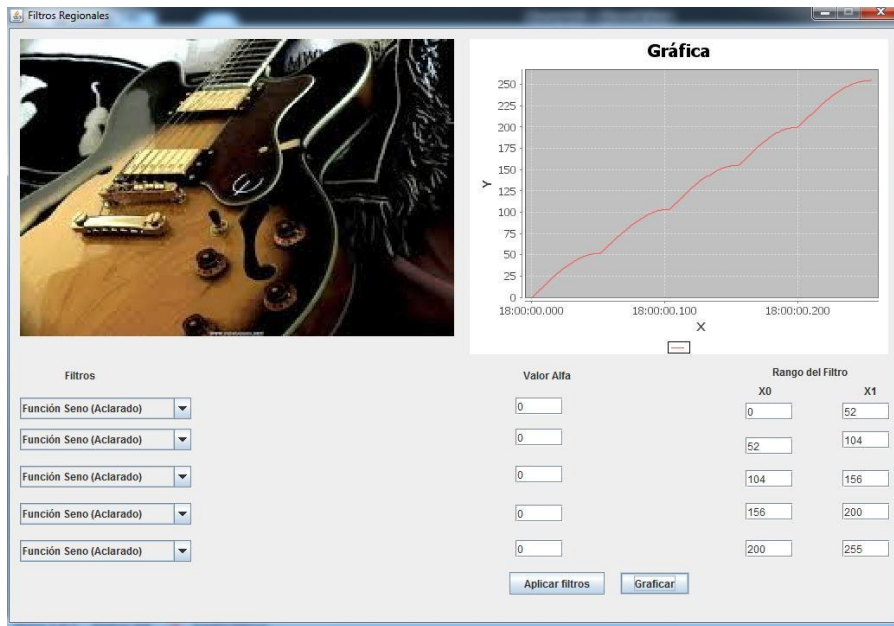 Filtros Regionales
Gráfica
250
225
200
175
150
125
100
75
50
25
0
Y
18:00:00.000 18:00:00.100 18:00:00.200
X
Filtros Valor Alfa Rango del Filtro
X0 X1
Función Seno (Aclarado) 0 0 52
Función Seno (Aclarado) 0 52 104
Función Seno (Aclarado) 0 104 156
Función Seno (Aclarado) 0 156 200
Función Seno (Aclarado) 0 200 255
Aplicar filtros Graficar